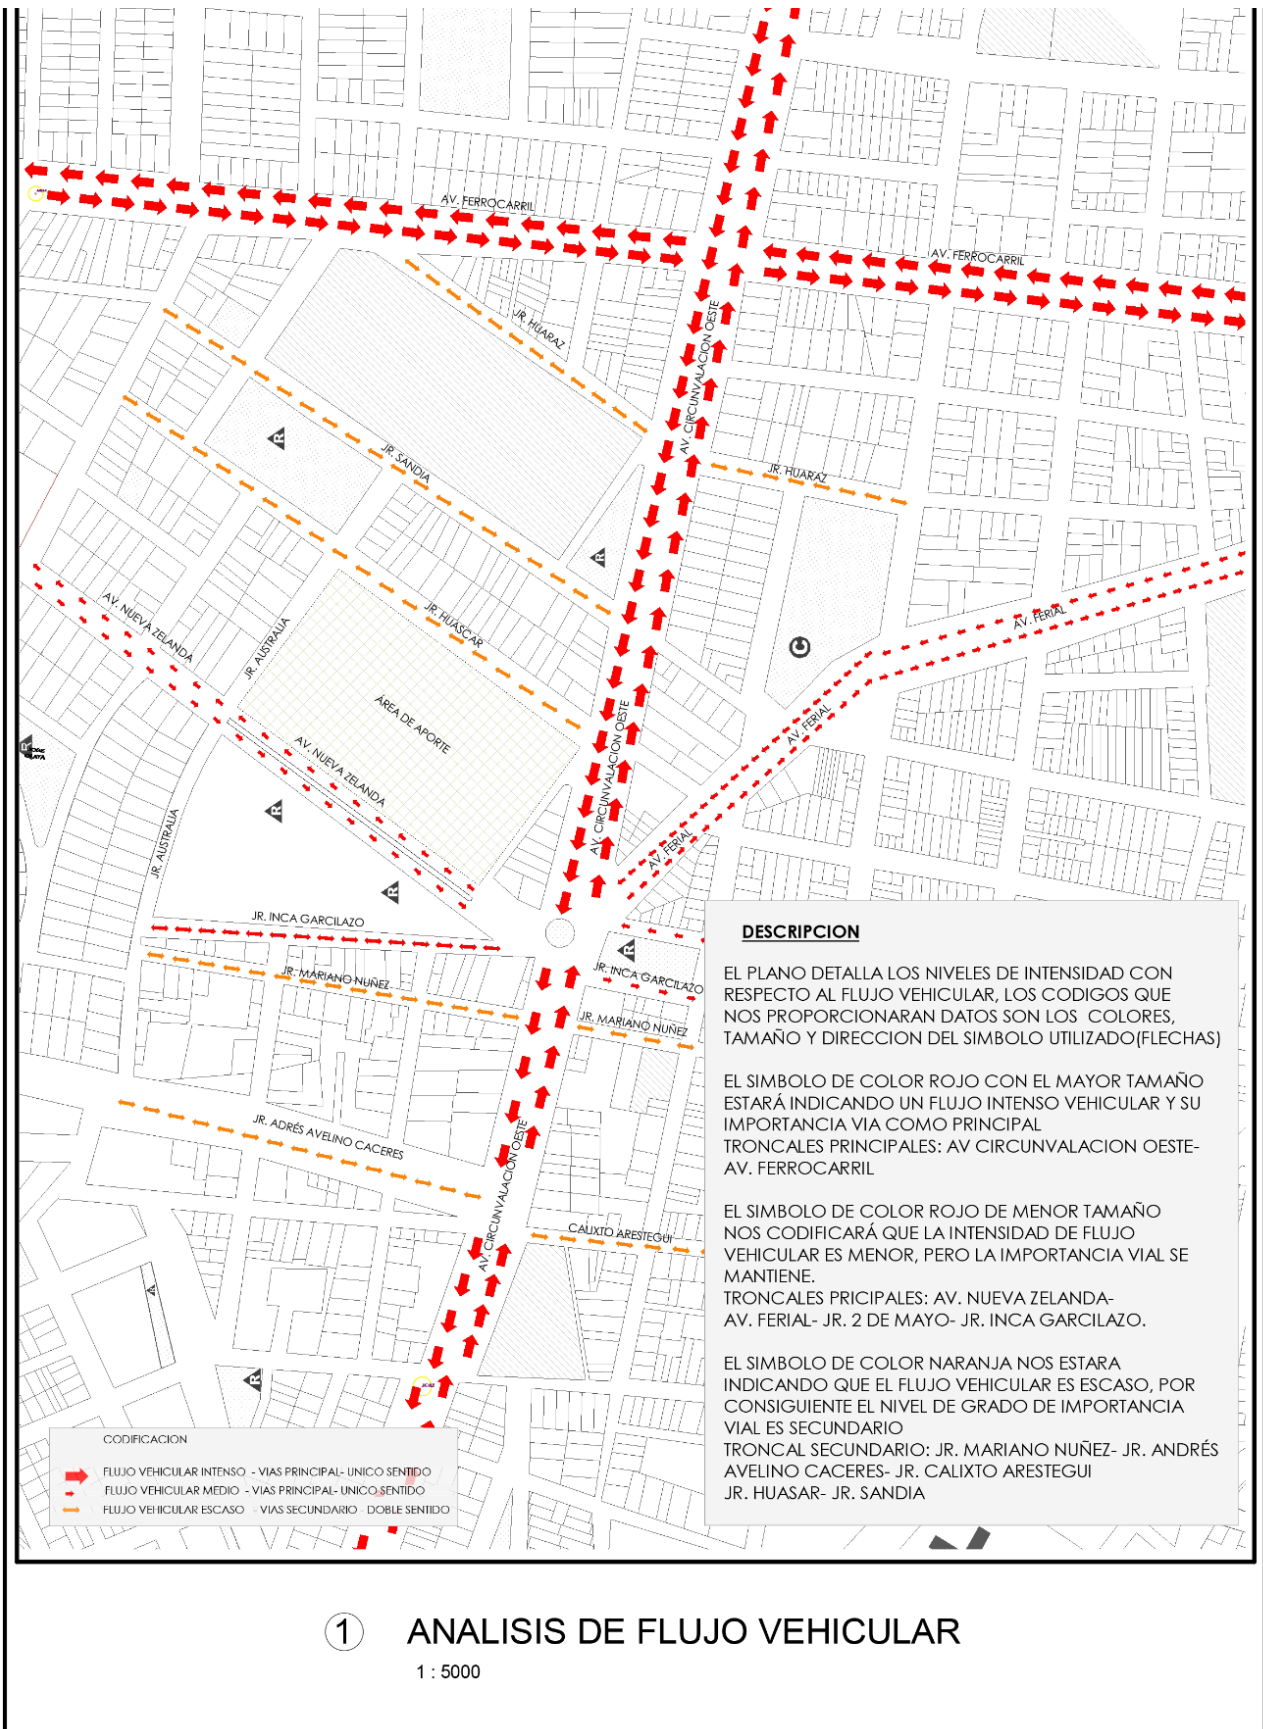 AV. FERROCARRIL
AV. FERROCARRIL
JR. HUARAZ
AV. CIRCUNVALACION OESTE
JR. SANDIA
R
JR. HUARAZ
R
AV. NUEVA ZELANDA
JR. AUSTRALIA
JR. HUASCAR
AV. FERIAL
C
ÁREA DE APORTE
AV. FERIAL
R
AV. NUEVA ZELANDA
AV. CIRCUNVALACION OESTE
R
JR. AUSTRALIA
AV. FERIAL
R
JR. INCA GARCILAZO
R
JR. MARIANO NUÑEZ
JR. INCA GARCILAZO
JR. MARIANO NUÑEZ
JR. ADRÉS AVELINO CACERES
AV. CIRCUNVALACION OESTE
CALIXTO ARESTEGUI
R
DESCRIPCION
EL PLANO DETALLA LOS NIVELES DE INTENSIDAD CON
RESPECTO AL FLUJO VEHICULAR, LOS CODIGOS QUE
NOS PROPORCIONARAN DATOS SON LOS COLORES,
TAMAÑO Y DIRECCION DEL SIMBOLO UTILIZADO(FLECHAS)
EL SIMBOLO DE COLOR ROJO CON EL MAYOR TAMAÑO
ESTARÁ INDICANDO UN FLUJO INTENSO VEHICULAR Y SU
IMPORTANCIA VIA COMO PRINCIPAL
TRONCALES PRINCIPALES: AV CIRCUNVALACION OESTE-
AV. FERROCARRIL
EL SIMBOLO DE COLOR ROJO DE MENOR TAMAÑO
NOS CODIFICARÁ QUE LA INTENSIDAD DE FLUJO
VEHICULAR ES MENOR, PERO LA IMPORTANCIA VIAL SE
MANTIENE.
TRONCALES PRICIPALES: AV. NUEVA ZELANDA-
AV. FERIAL- JR. 2 DE MAYO- JR. INCA GARCILAZO.
EL SIMBOLO DE COLOR NARANJA NOS ESTARA
INDICANDO QUE EL FLUJO VEHICULAR ES ESCASO, POR
CONSIGUIENTE EL NIVEL DE GRADO DE IMPORTANCIA
VIAL ES SECUNDARIO
TRONCAL SECUNDARIO: JR. MARIANO NUÑEZ- JR. ANDRÉS
AVELINO CACERES- JR. CALIXTO ARESTEGUI
JR. HUASAR- JR. SANDIA
CODIFICACION
FLUJO VEHICULAR INTENSO - VIAS PRINCIPAL- UNICO SENTIDO
FLUJO VEHICULAR MEDIO - VIAS PRINCIPAL- UNICO SENTIDO
FLUJO VEHICULAR ESCASO - VIAS SECUNDARIO - DOBLE SENTIDO
1 ANALISIS DE FLUJO VEHICULAR
1 : 5000